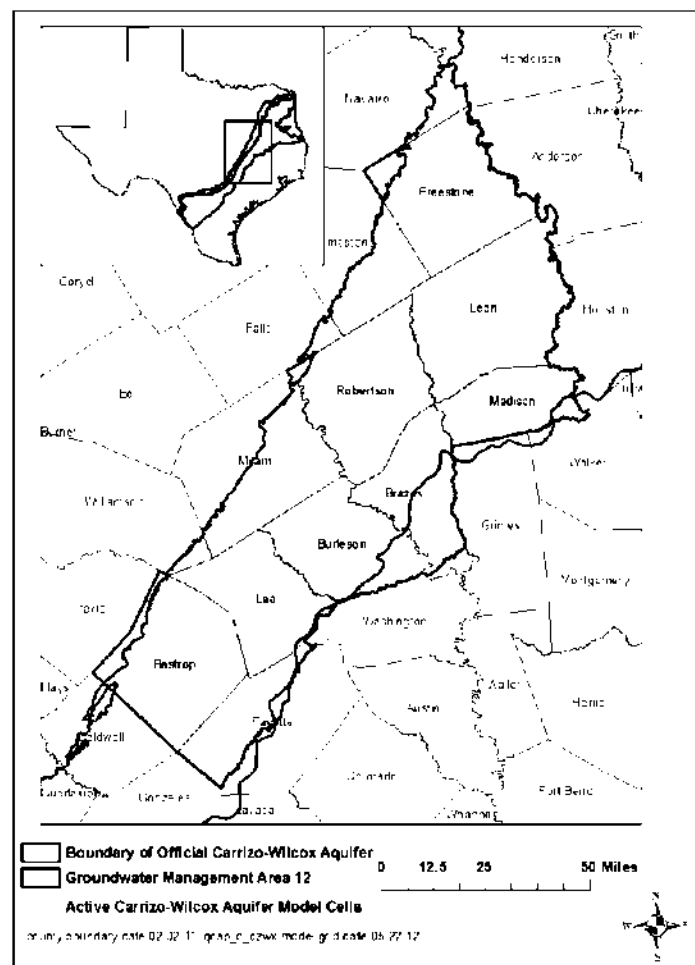 Henderson
Navarro
Cherokee
Anderson
Freestone
Coryell
Falls
Leon
Houston
Robertson
Madison
Burnet
Milam
Walker
Williamson
Brazos
Burleson
Grimes
Montgomery
Lee
Washington
Bastrop
Hays
Austin
Caldwell
Fayette
Colorado
Gonzales
Fort Bend
Lavaca
Wharton
Boundary of Official Carrizo-Wilcox Aquifer
Groundwater Management Area 12
Active Carrizo-Wilcox Aquifer Model Cells
0 12.5 25 50 Miles
N
W E
S